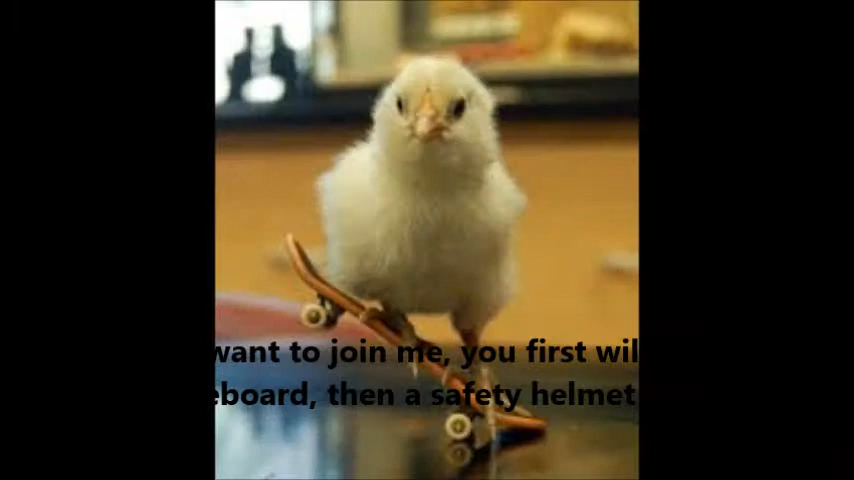 want to join me, you first wil
eboard, then a safety helmet